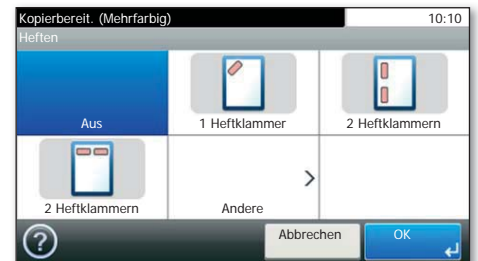 Kopierbereit. (Mehrfarbig) 10:10
Heften
Aus 1 Heftklammer 2 Heftklammern
2 Heftklammern Andere
? Abbrechen OK